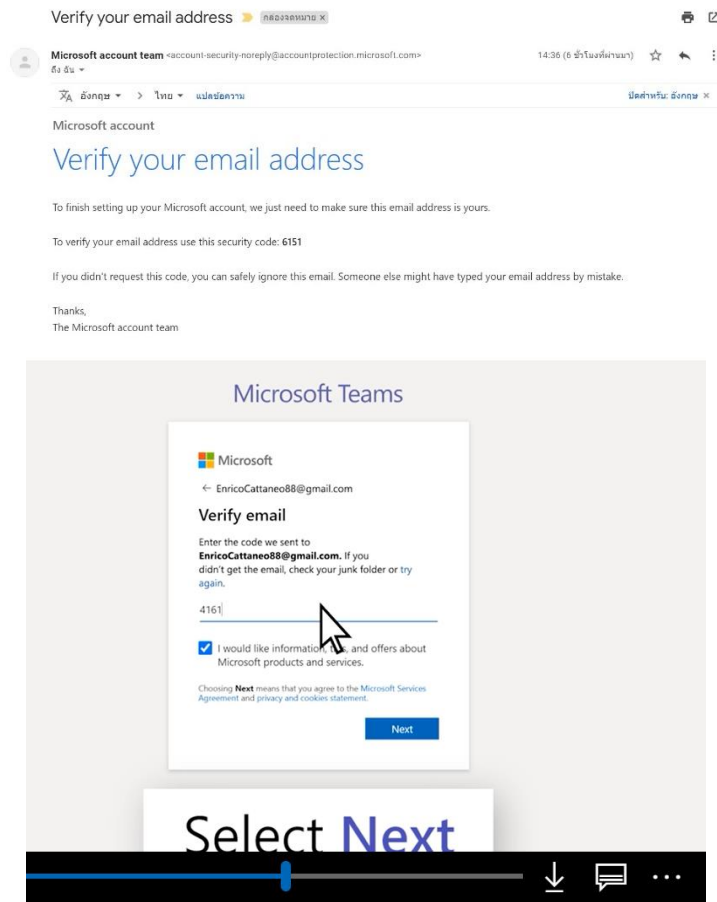 Verify your email address
กล่องจดหมาย ×
Microsoft account team <account-security-noreply@accountprotection.microsoft.com>
14:36 (6 ชั่วโมงที่ผ่านมา)
ถึง ฉัน
อังกฤษ > ไทย แปลข้อความ
ปิดสำหรับ: อังกฤษ ×
Microsoft account
Verify your email address
To finish setting up your Microsoft account, we just need to make sure this email address is yours.
To verify your email address use this security code: 6151
If you didn't request this code, you can safely ignore this email. Someone else might have typed your email address by mistake.
Thanks,
The Microsoft account team
Microsoft Teams
Microsoft
← EnricoCattaneo88@gmail.com
Verify email
Enter the code we sent to
EnricoCattaneo88@gmail.com. If you
didn't get the email, check your junk folder or try
again.
4161
I would like information, and offers about
Microsoft products and services.
Choosing Next means that you agree to the Microsoft Services
Agreement and privacy and cookies statement.
Next
Select Next